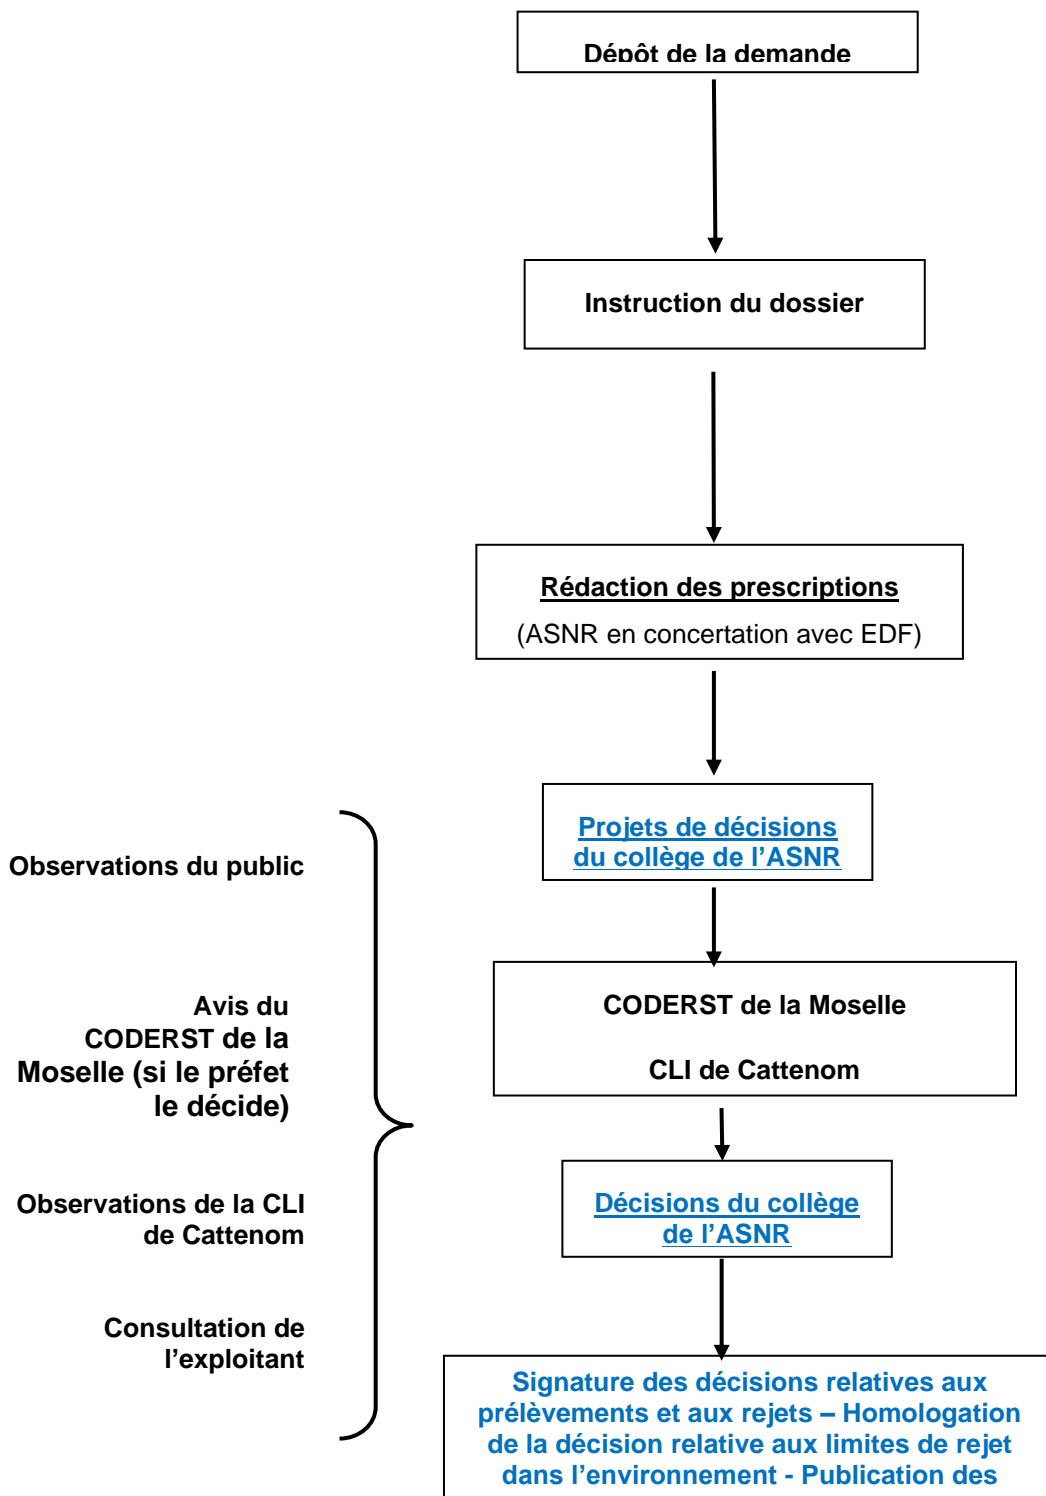 Dépôt de la demande
Instruction du dossier
Rédaction des prescriptions
(ASNR en concertation avec EDF)
Projets de décisions
du collège de l’ASNR
Observations du public
Avis du
CODERST de la
Moselle (si le préfet
le décide)
Observations de la CLI
de Cattenom
Consultation de
l’exploitant
CODERST de la Moselle
CLI de Cattenom
Décisions du collège
de l’ASNR
Signature des décisions relatives aux
prélèvements et aux rejets – Homologation
de la décision relative aux limites de rejet
dans l’environnement - Publication des